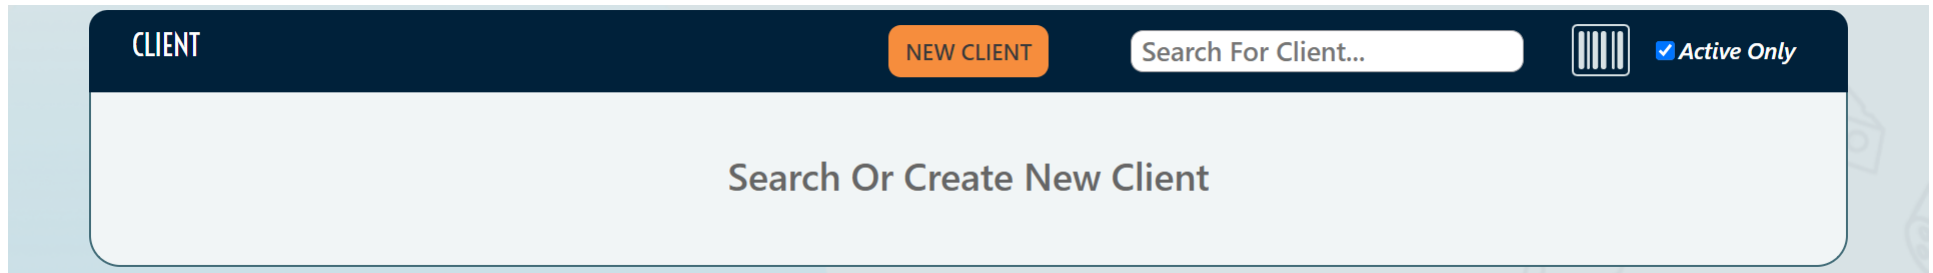 CLIENT
NEW CLIENT
Search For Client...
Active Only
Search Or Create New Client